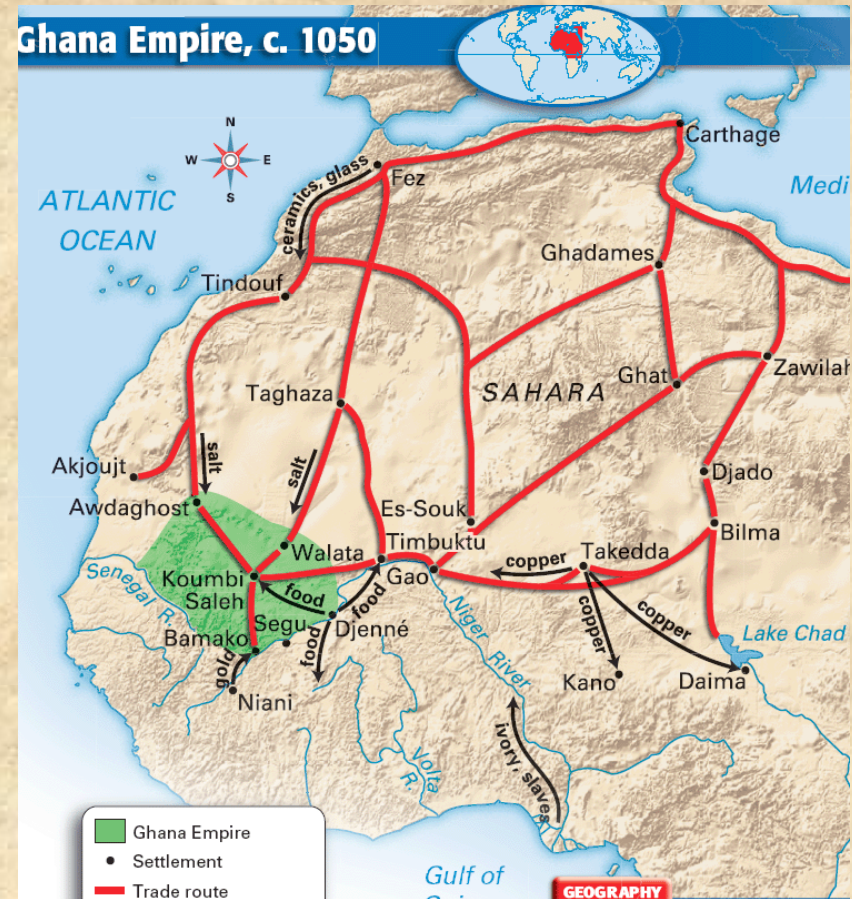 Ghana Empire, c. 1050
N
W
E
S
ATLANTIC
OCEAN
Carthage
Medi
ceramics, glass
Fez
Ghadames
Tindouf
Taghaza
SAHARA
Ghat
Zawilah
salt
salt
Akjoujt
Awdaghost
Djado
Es-Souk
Bilma
Walata
Timbuktu
Takedda
copper
Senegal R.
Koumbi
Saleh
food
Gao
food
copper
copper
Segu
Djenné
Niger River
Lake Chad
Bamako
food
gold
Kano
Daima
Niani
ivory, slaves
Volta
R.
Ghana Empire
Settlement
Trade route
Gulf of
GEOGRAPHY